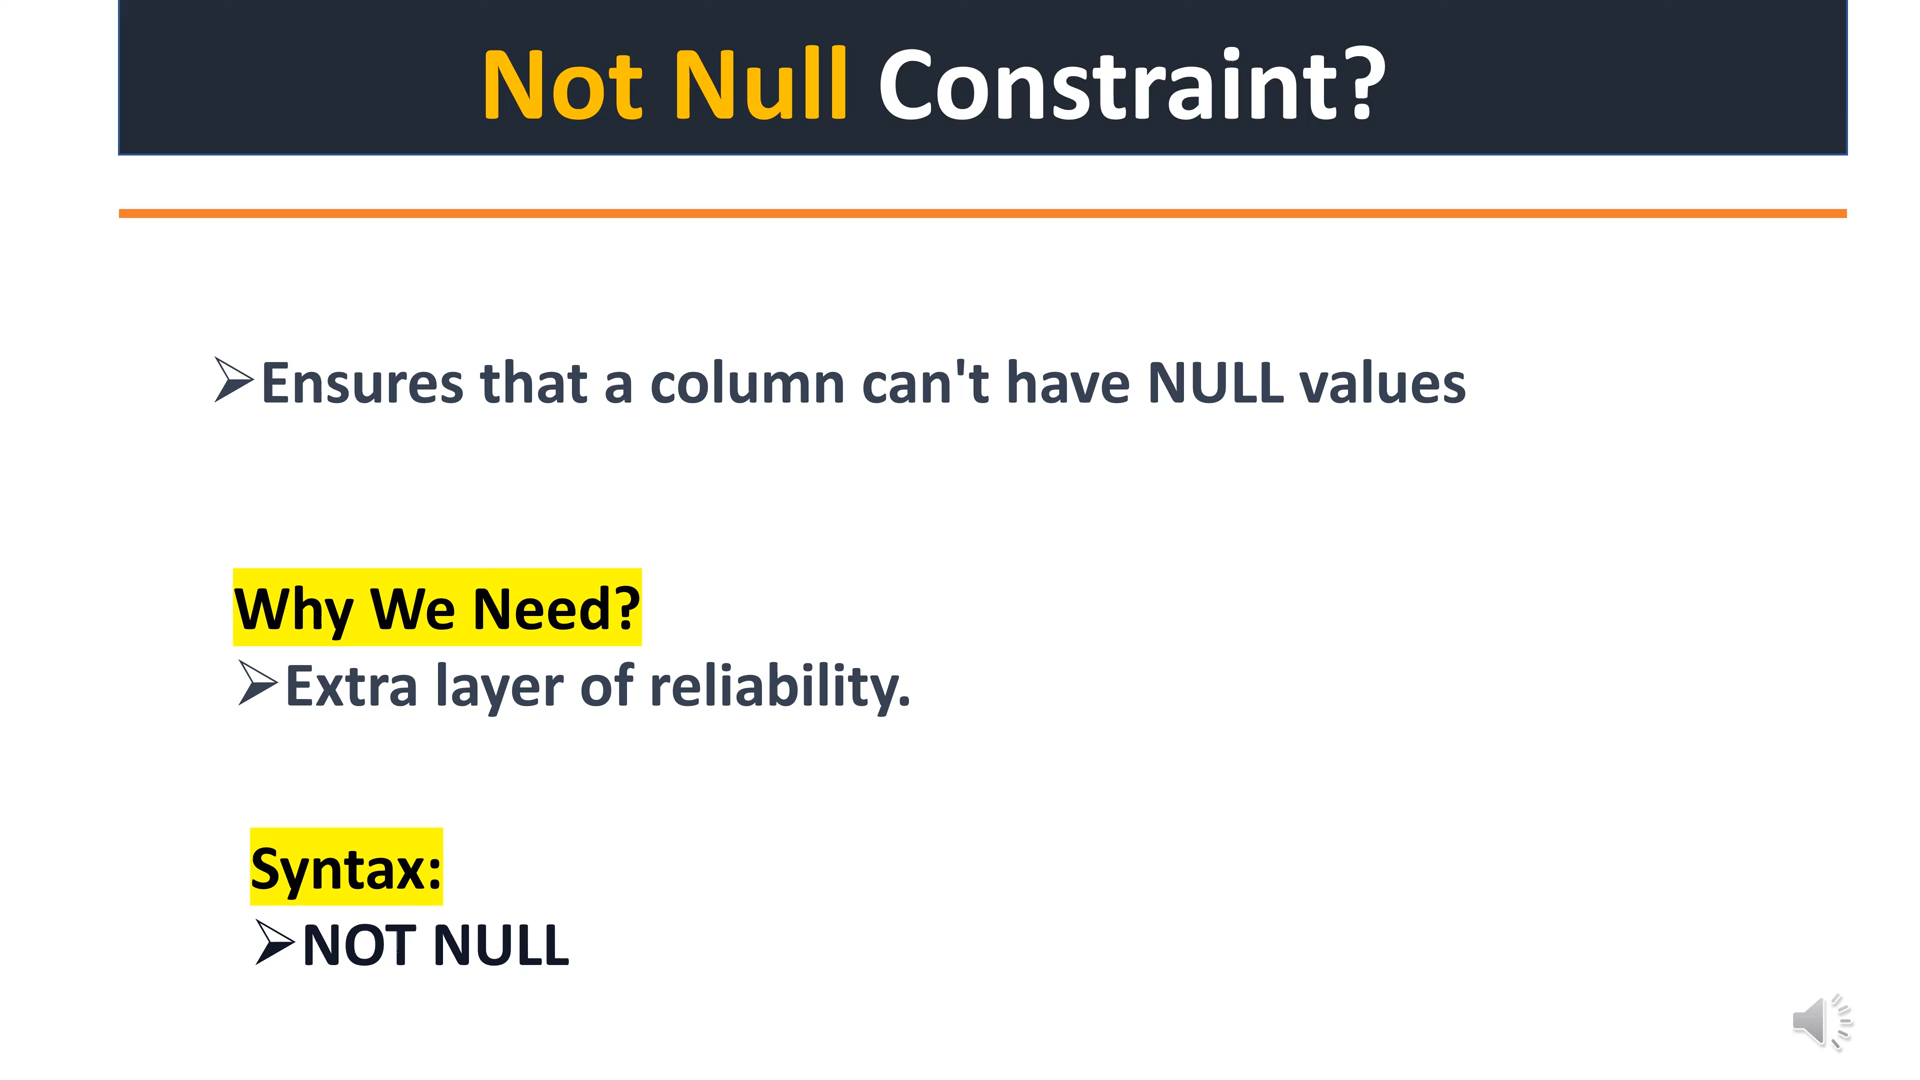 Not Null Constraint?
➢Ensures that a column can't have NULL values
Why We Need?
➢Extra layer of reliability.
Syntax:
➢NOT NULL